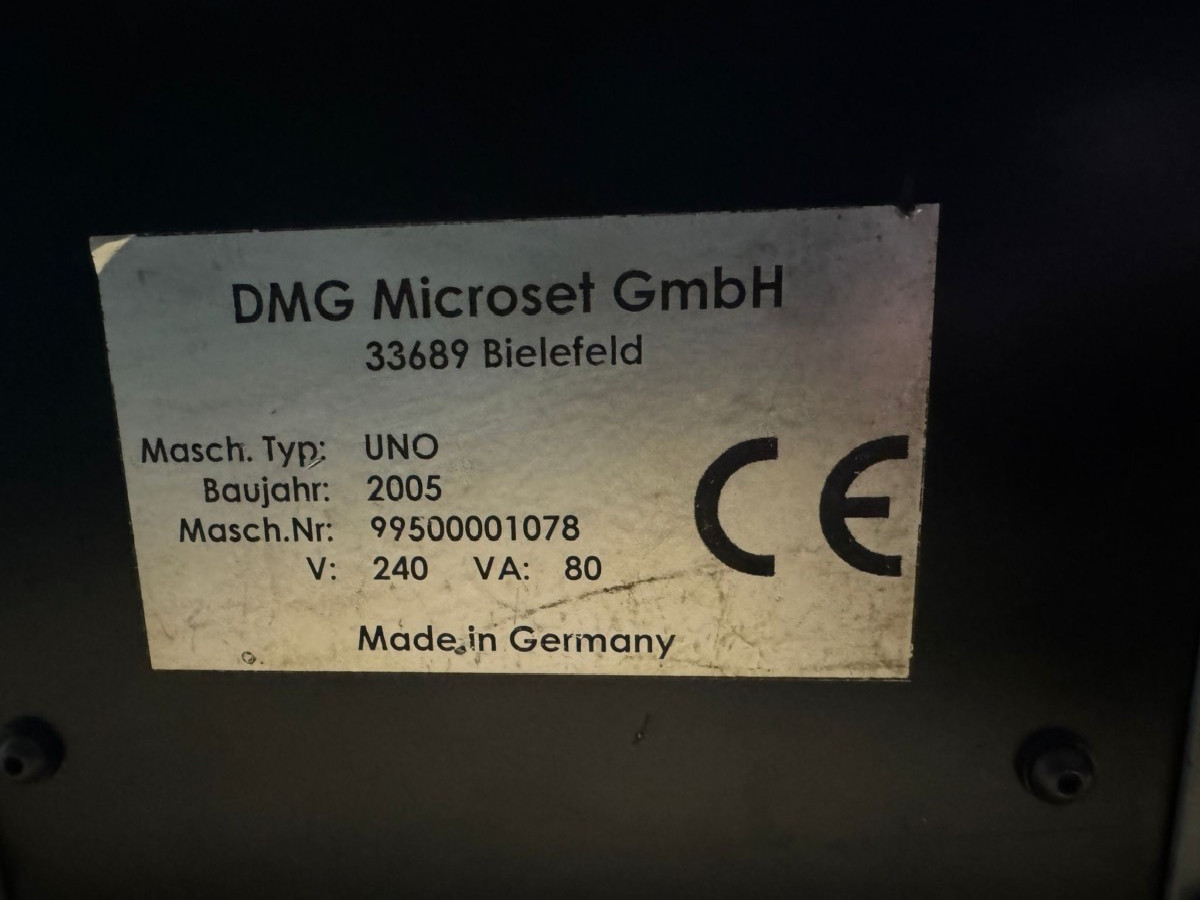 DMG Microset GmbH
33689 Bielefeld
Masch. Typ: UNO
Baujahr: 2005
Masch.Nr: 99500001078
V: 240 VA: 80
CE
Made in Germany